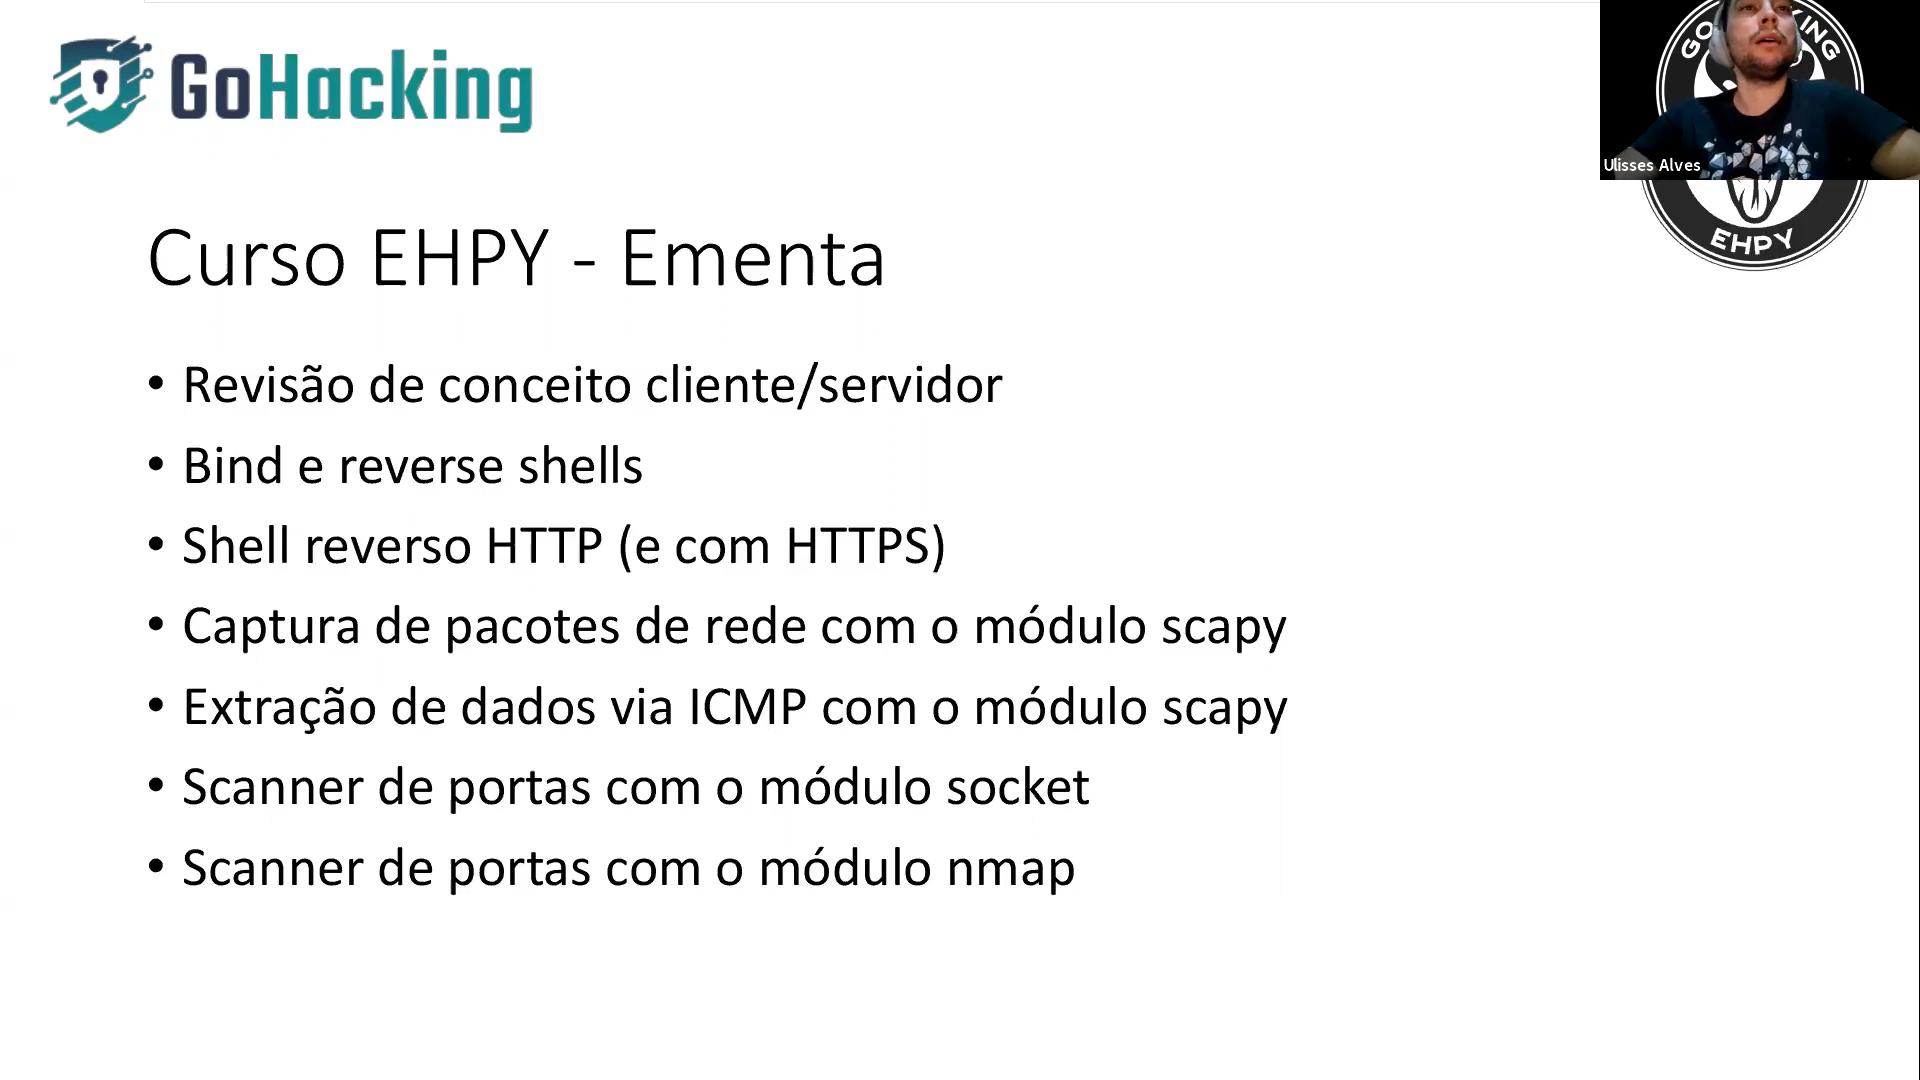 GoHacking
Ulisses Alves
EHPY
Curso EHPY - Ementa
• Revisão de conceito cliente/servidor
• Bind e reverse shells
• Shell reverso HTTP (e com HTTPS)
• Captura de pacotes de rede com o módulo scapy
• Extração de dados via ICMP com o módulo scapy
• Scanner de portas com o módulo socket
• Scanner de portas com o módulo nmap